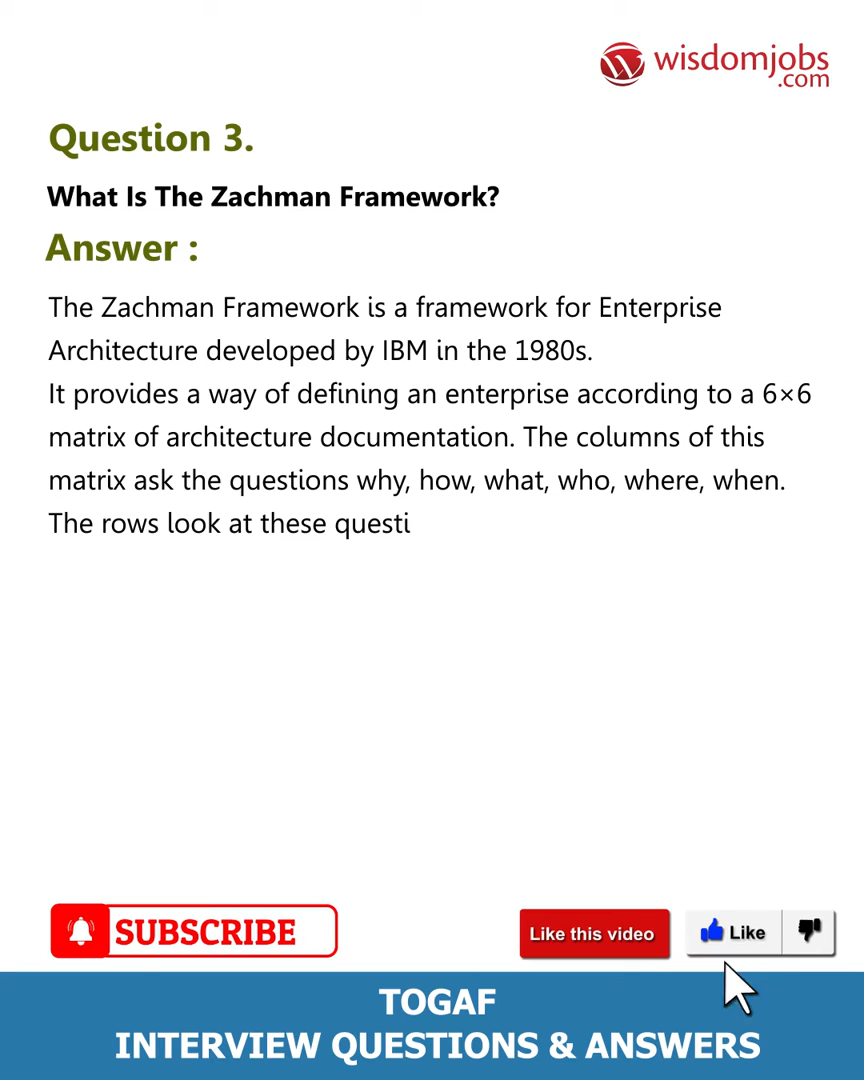 wisdomjobs
.com
Question 3.
What Is The Zachman Framework?
Answer :
The Zachman Framework is a framework for Enterprise
Architecture developed by IBM in the 1980s.
It provides a way of defining an enterprise according to a 6×6
matrix of architecture documentation. The columns of this
matrix ask the questions why, how, what, who, where, when.
The rows look at these questi
SUBSCRIBE
Like this video
Like
TOGAF
INTERVIEW QUESTIONS & ANSWERS